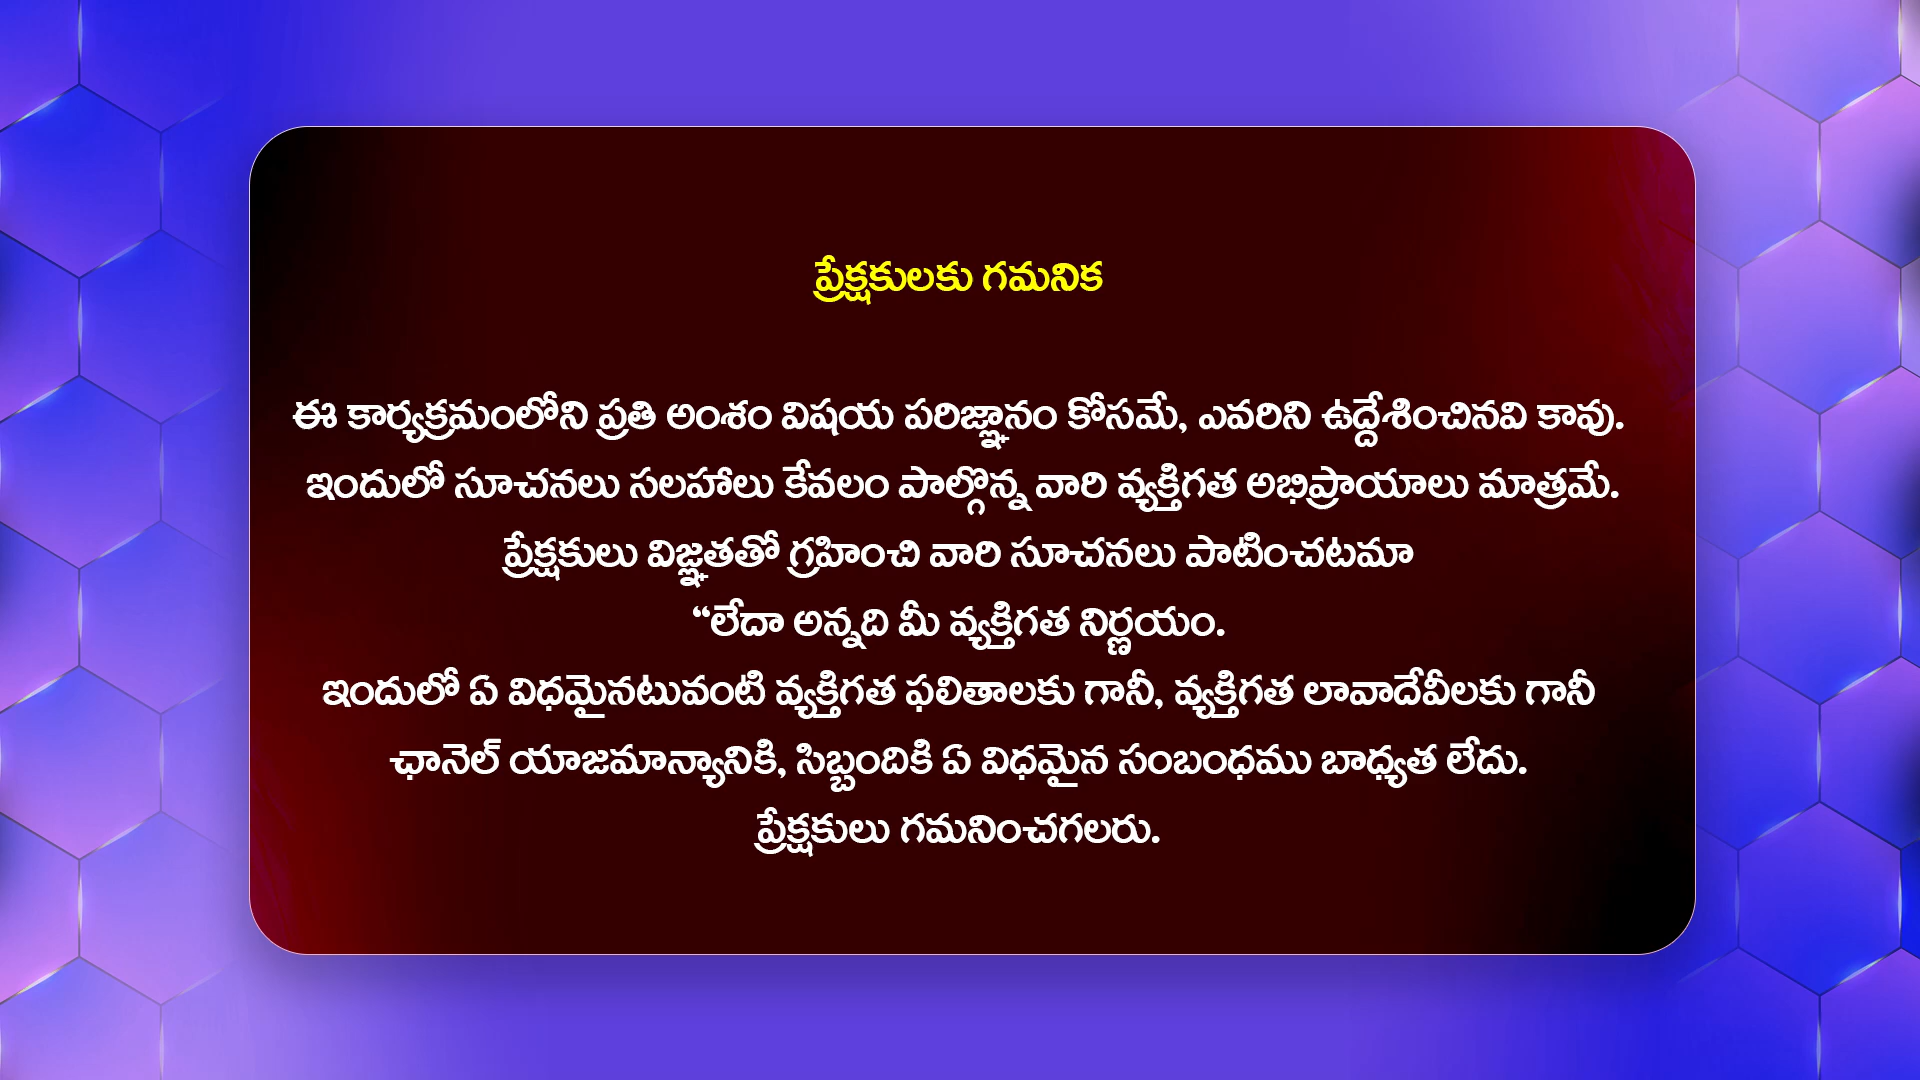 ప్రేక్షకులకు గమనిక
ఈ కార్యక్రమంలోని ప్రతి అంశం విషయ పరిజ్ఞానం కోసమే, ఎవరిని ఉద్దేశించినవి కావు.
ఇందులో సూచనలు సలహాలు కేవలం పాల్గొన్న వారి వ్యక్తిగత అభిప్రాయాలు మాత్రమే.
ప్రేక్షకులు విజ్ఞతతో గ్రహించి వారి సూచనలు పాటించటమా
“లేదా అన్నది మీ వ్యక్తిగత నిర్ణయం.
ఇందులో ఏ విధమైనటువంటి వ్యక్తిగత ఫలితాలకు గానీ, వ్యక్తిగత లావాదేవీలకు గానీ
ఛానెల్ యాజమాన్యానికి, సిబ్బందికి ఏ విధమైన సంబంధము బాధ్యత లేదు.
ప్రేక్షకులు గమనించగలరు.